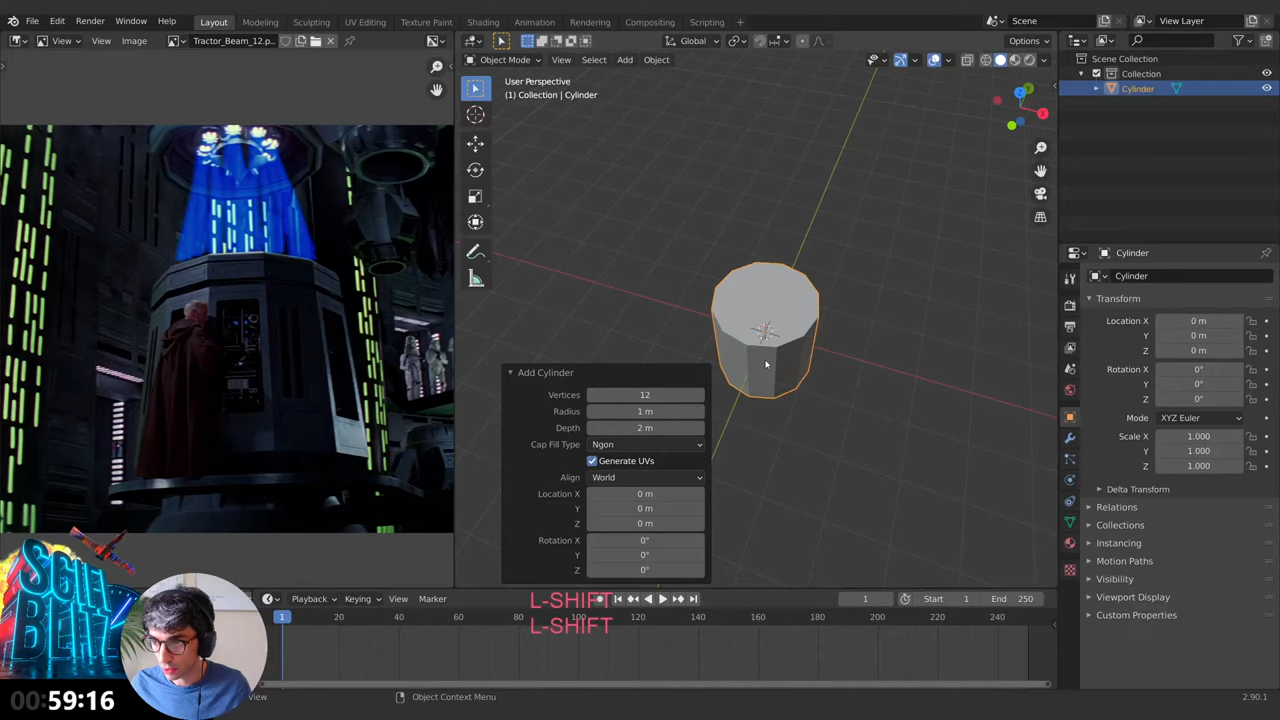 File Edit Render Window Help Layout Modeling Sculpting UV Editing Texture Paint Shading Animation Rendering Compositing Scripting + Scene View Layer
View View Image Tractor_Beam_12.p... Global Options
Object Mode View Select Add Object
User Perspective
(1) Collection | Cylinder
Scene Collection
Collection
Cylinder
Cylinder
Cylinder
Transform
Location X 0 m
Y 0 m
Z 0 m
Rotation X 0°
Y 0°
Z 0°
Mode XYZ Euler
Scale X 1.000
Y 1.000
Z 1.000
Delta Transform
Relations
Collections
Instancing
Motion Paths
Visibility
Viewport Display
Custom Properties
Add Cylinder
Vertices 12
Radius 1 m
Depth 2 m
Cap Fill Type Ngon
Generate UVs
Align World
Location X 0 m
Y 0 m
Z 0 m
Rotation X 0°
Y 0°
Z 0°
L-SHIFT
L-SHIFT
Playback Keying View Marker 1 Start 1 End 250
1 20 40 60 80 100 120 140 160 180 200 220 240
SCIFI
BLITZ
00:59:16
View Object Context Menu 2.90.1